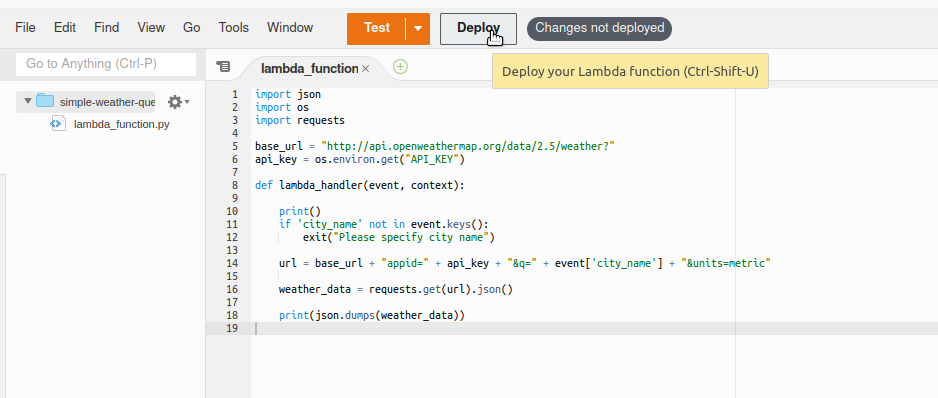 File Edit Find View Go Tools Window Test Deploy Changes not deployed
Go to Anything (Ctrl-P)
lambda_function
Deploy your Lambda function (Ctrl-Shift-U)
simple-weather-que
lambda_function.py
1 import json
2 import os
3 import requests
4
5 base_url = "http://api.openweathermap.org/data/2.5/weather?"
6 api_key = os.environ.get("API_KEY")
7
8 def lambda_handler(event, context):
9
10     print()
11     if 'city_name' not in event.keys():
12         exit("Please specify city name")
13
14     url = base_url + "appid=" + api_key + "&q=" + event['city_name'] + "&units=metric"
15
16     weather_data = requests.get(url).json()
17
18     print(json.dumps(weather_data))
19